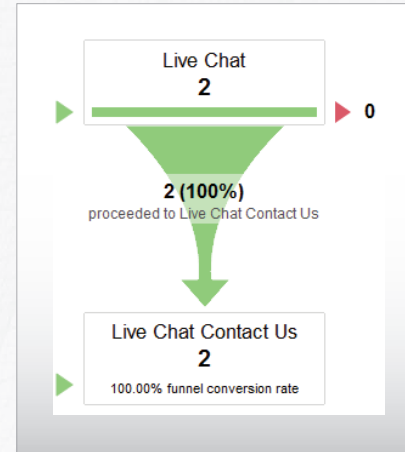 Live Chat
2
0
2 (100%)
proceeded to Live Chat Contact Us
Live Chat Contact Us
2
100.00% funnel conversion rate